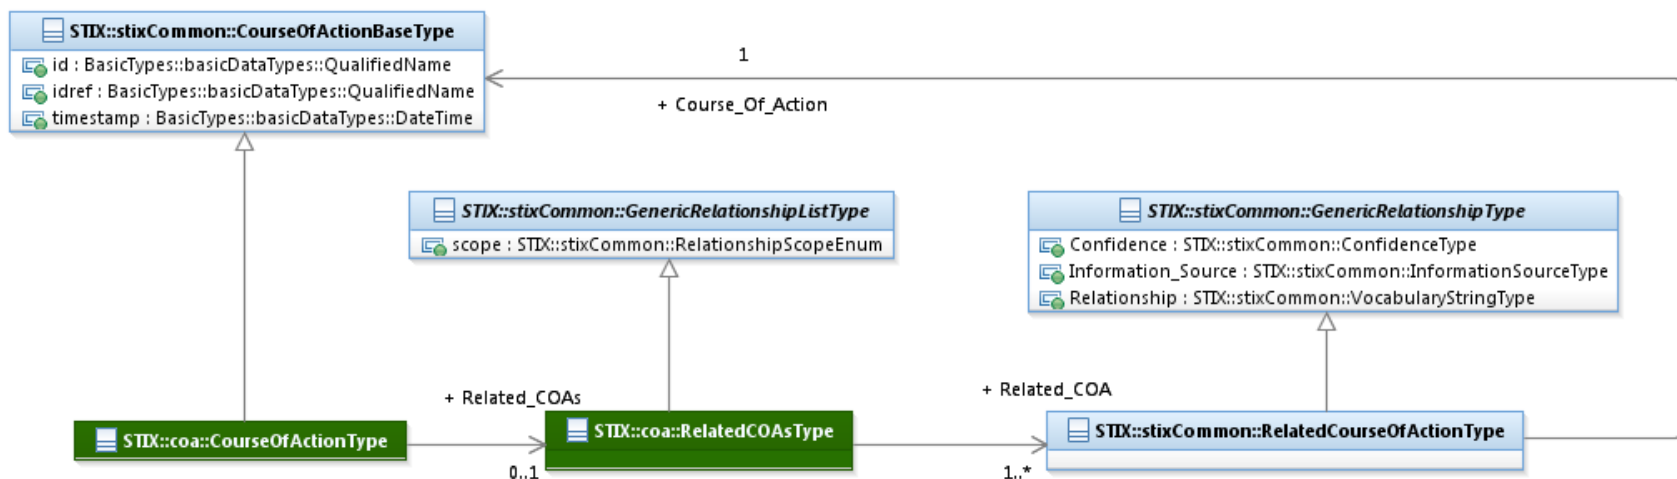 STIX::stixCommon::CourseOfActionBaseType
id : BasicTypes::basicDataTypes::QualifiedName
idref : BasicTypes::basicDataTypes::QualifiedName
timestamp : BasicTypes::basicDataTypes::DateTime
1
+ Course_Of_Action
STIX::stixCommon::GenericRelationshipListType
scope : STIX::stixCommon::RelationshipScopeEnum
STIX::stixCommon::GenericRelationshipType
Confidence : STIX::stixCommon::ConfidenceType
Information_Source : STIX::stixCommon::InformationSourceType
Relationship : STIX::stixCommon::VocabularyStringType
+ Related_COAs
+ Related_COA
STIX::coa::CourseOfActionType
STIX::coa::RelatedCOAsType
STIX::stixCommon::RelatedCourseOfActionType
0..1
1..*